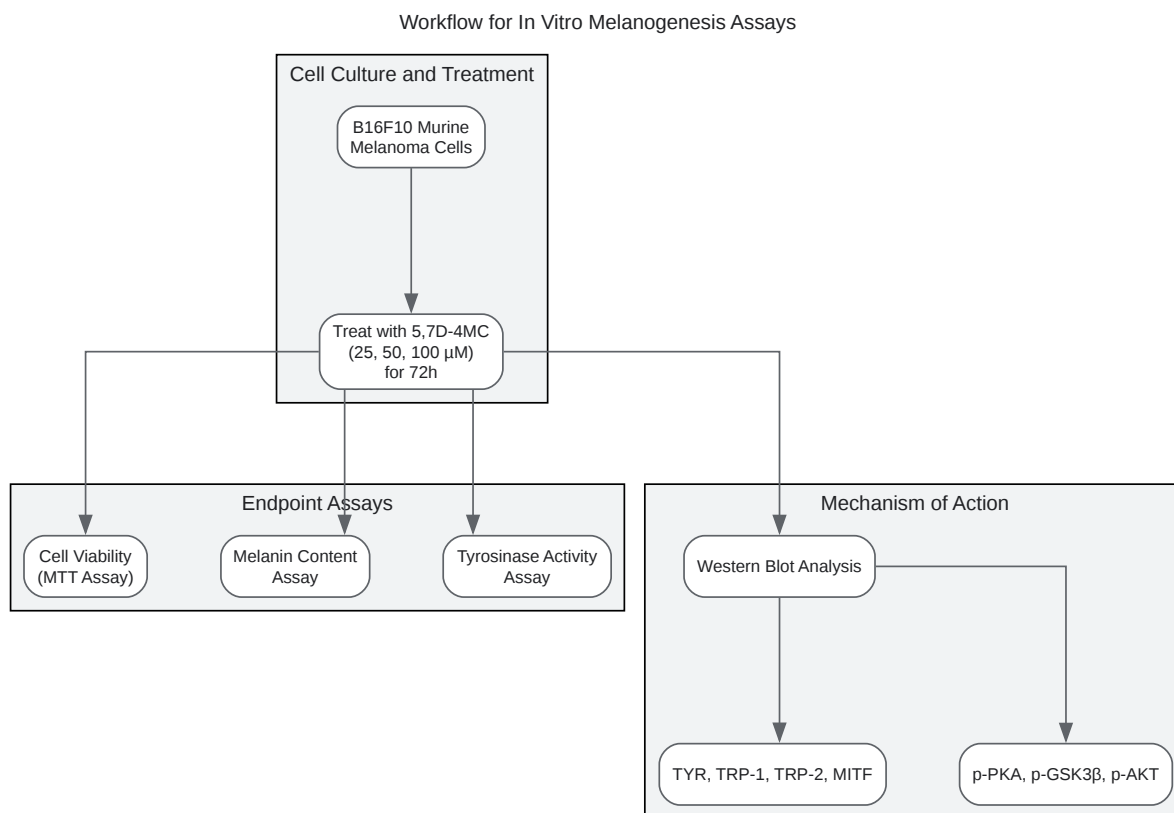 Workflow for In Vitro Melanogenesis Assays
Cell Culture and Treatment
B16F10 Murine
Melanoma Cells
Treat with 5,7D-4MC
(25, 50, 100 µM)
for 72h
Endpoint Assays
Cell Viability
(MTT Assay)
Melanin Content
Assay
Tyrosinase Activity
Assay
Mechanism of Action
Western Blot Analysis
TYR, TRP-1, TRP-2, MITF
p-PKA, p-GSK3β, p-AKT